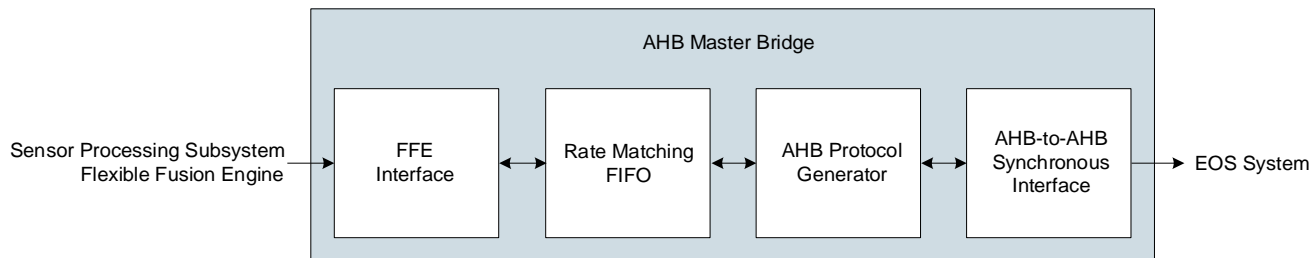 AHB Master Bridge
Sensor Processing Subsystem
Flexible Fusion Engine
FFE
Interface
Rate Matching
FIFO
AHB Protocol
Generator
AHB-to-AHB
Synchronous
Interface
EOS System